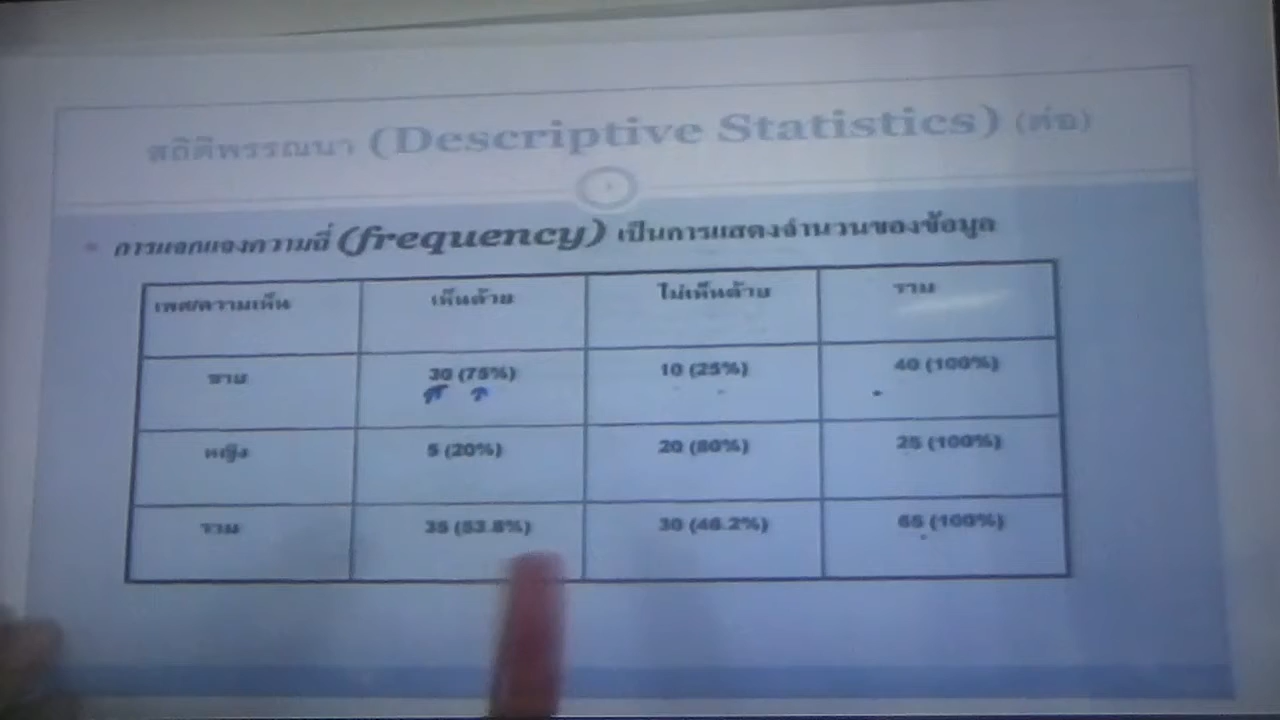 สถิติพรรณนา (Descriptive Statistics) (ต่อ)
การแจกแจงความถี่ (frequency) เป็นการแสดงจำนวนของข้อมูล
เพศ/ความเห็น เห็นด้วย ไม่เห็นด้วย รวม
ชาย 30 (75%) 10 (25%) 40 (100%)
หญิง 5 (20%) 20 (80%) 25 (100%)
รวม 35 (53.8%) 30 (46.2%) 65 (100%)